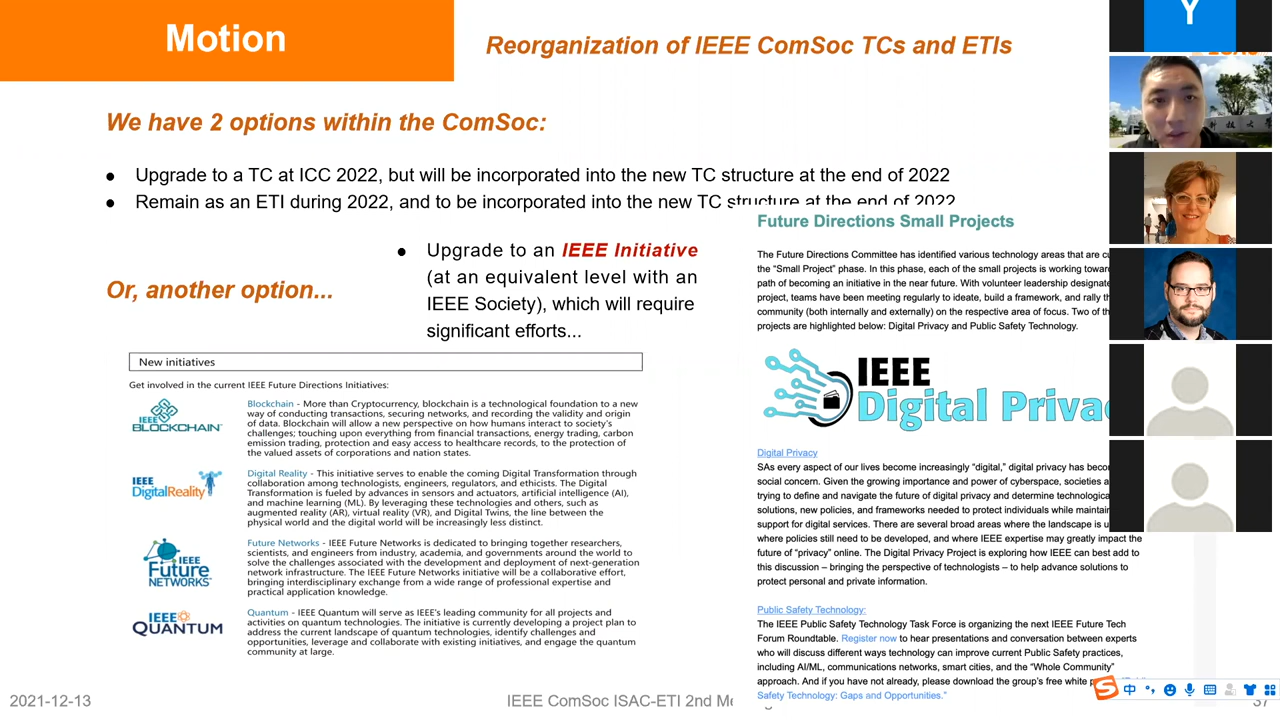 Motion
Reorganization of IEEE ComSoc TCs and ETIs
Y
We have 2 options within the ComSoc:
● Upgrade to a TC at ICC 2022, but will be incorporated into the new TC structure at the end of 2022
● Remain as an ETI during 2022, and to be incorporated into the new TC structure at the end of 2022
● Upgrade to an IEEE Initiative
(at an equivalent level with an
IEEE Society), which will require
significant efforts...
Or, another option...
New initiatives
Get involved in the current IEEE Future Directions Initiatives:
IEEE
BLOCKCHAIN
Blockchain - More than Cryptocurrency, blockchain is a technological foundation to a new
way of conducting transactions, securing networks, and recording the validity and origin
of data. Blockchain will allow a new perspective on how humans interact to society's
challenges; touching upon everything from financial transactions, energy trading, carbon
emission trading, protection and easy access to healthcare records, to the protection of
the valued assets of corporations and nation states.
IEEE
DigitalReality
Digital Reality - This initiative serves to enable the coming Digital Transformation through
collaboration among technologists, engineers, regulators, and ethicists. The Digital
Transformation is fueled by advances in sensors and actuators, artificial intelligence (AI),
and machine learning (ML). By leveraging these technologies and others, such as
augmented reality (AR), virtual reality (VR), and Digital Twins, the line between the
physical world and the digital world will be increasingly less distinct.
IEEE
Future
NETWORKS
Future Networks - IEEE Future Networks is dedicated to bringing together researchers,
scientists, and engineers from industry, academia, and governments around the world to
solve the challenges associated with the development and deployment of next-generation
network infrastructure. The IEEE Future Networks initiative will be a collaborative effort,
bringing interdisciplinary exchange from a wide range of professional expertise and
practical application knowledge.
IEEE
QUANTUM
Quantum - IEEE Quantum will serve as IEEE's leading community for all projects and
activities on quantum technologies. The initiative is currently developing a project plan to
address the current landscape of quantum technologies, identify challenges and
opportunities, leverage and collaborate with existing initiatives, and engage the quantum
community at large.
Future Directions Small Projects
The Future Directions Committee has identified various technology areas that are
the “Small Project” phase. In this phase, each of the small projects is working
path of becoming an initiative in the near future. With volunteer leadership
project, teams have been meeting regularly to ideate, build a framework, and rally
community (both internally and externally) on the respective area of focus. Two of
projects are highlighted below: Digital Privacy and Public Safety Technology.
IEEE
Digital
Digital Privacy
SAs every aspect of our lives become increasingly “digital,” digital privacy has
social concern. Given the growing importance and power of cyberspace, societies
trying to define and navigate the future of digital privacy and determine
solutions, new policies, and frameworks needed to protect individuals while
support for digital services. There are several broad areas where the landscape is
where policies still need to be developed, and where IEEE expertise may greatly impact the
future of “privacy” online. The Digital Privacy Project is exploring how IEEE can best add to
this discussion – bringing the perspective of technologists – to help advance solutions to
protect personal and private information.
Public Safety Technology:
The IEEE Public Safety Technology Task Force is organizing the next IEEE Future Tech
Forum Roundtable. Register now to hear presentations and conversation between experts
who will discuss different ways technology can improve current Public Safety practices,
including AI/ML, communications networks, smart cities, and the “Whole Community”
approach. And if you have not already, please download the group's free white
Safety Technology: Gaps and Opportunities.”
中
2021-12-13
IEEE ComSoc ISAC-ETI 2nd
37